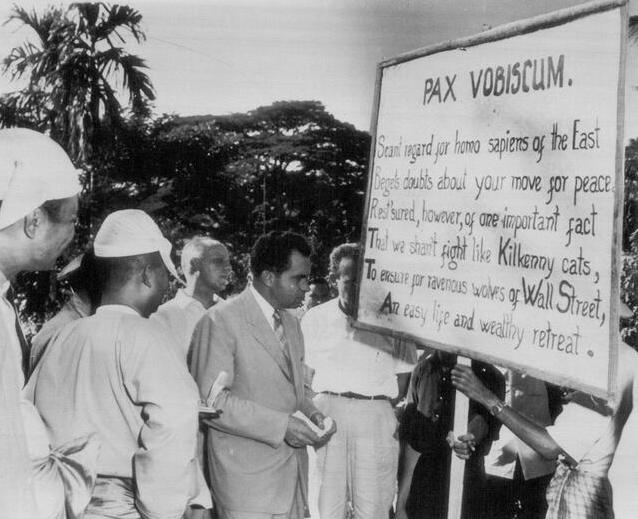 PAX VOBISCUM.
Scant regard for homo sapiens of the East
Begets doubts about your move for peace.
Rest'sured, however, of one important fact
That we shan't fight like Kilkenny cats,
To ensure for ravenous wolves of Wall Street,
An easy life and wealthy retreat.